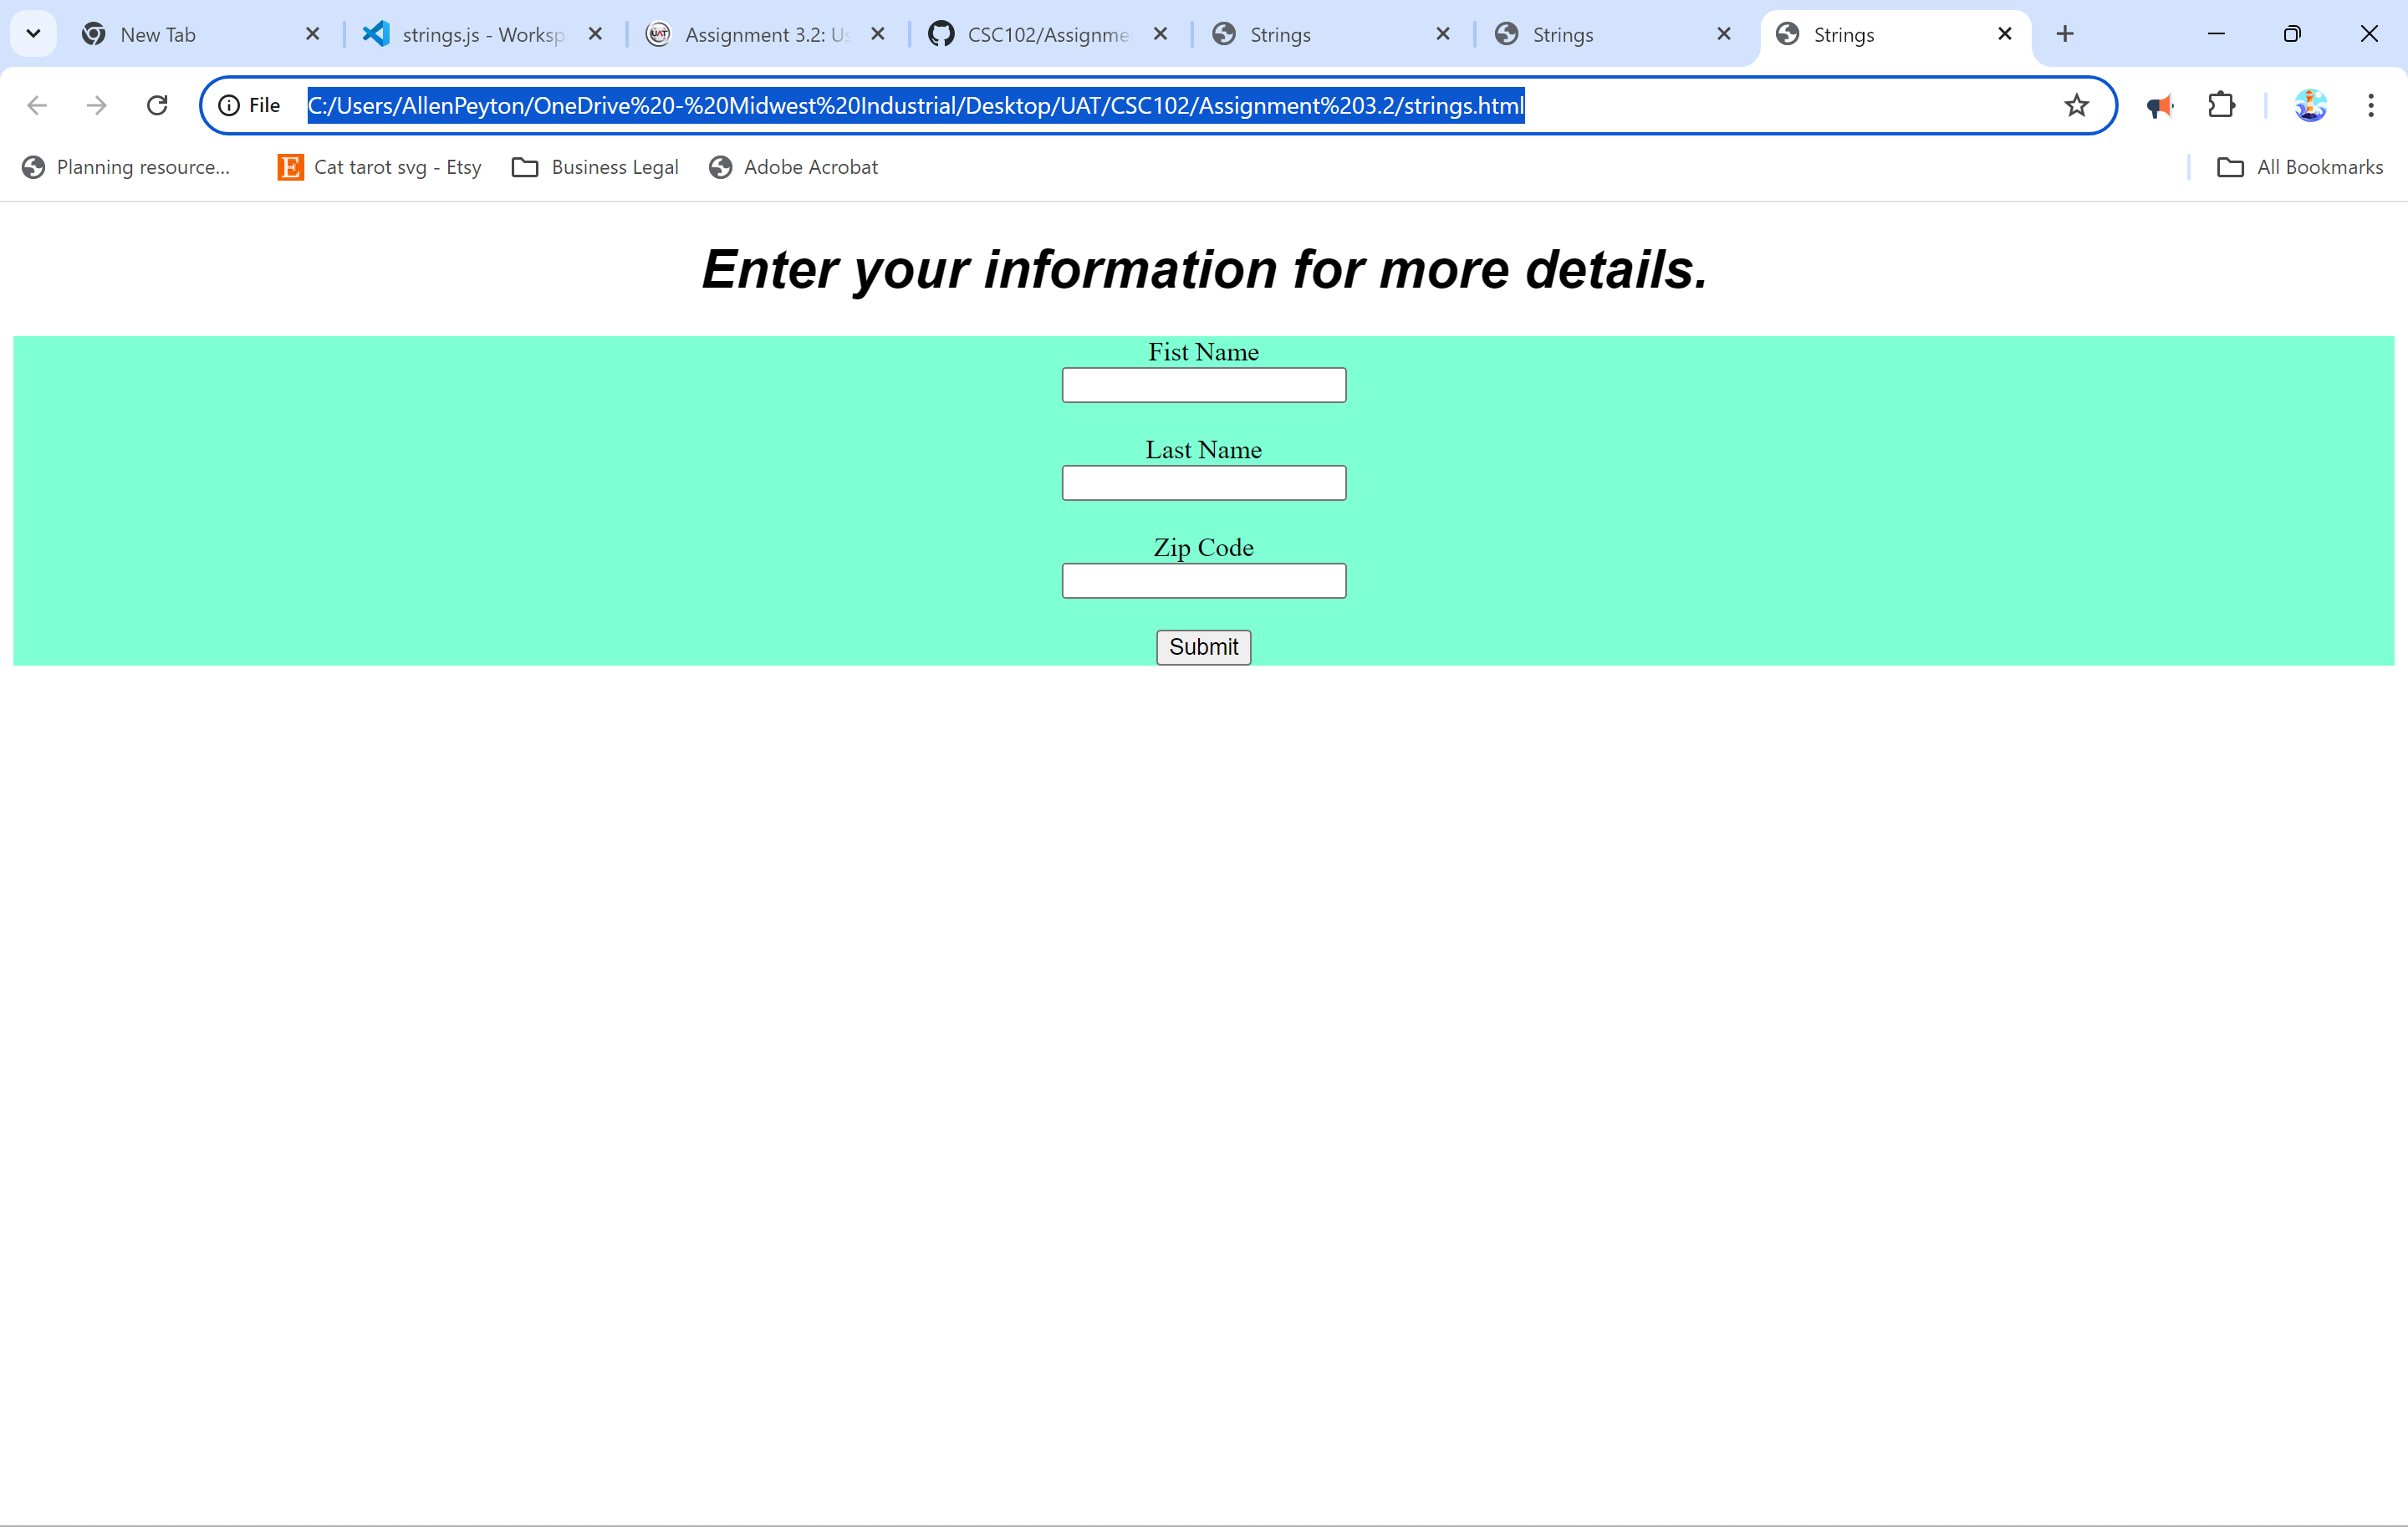 New Tab
strings.js - Worksp
Assignment 3.2: Us
CSC102/Assignme
Strings
Strings
Strings
File C:/Users/AllenPeyton/OneDrive%20-%20Midwest%20Industrial/Desktop/UAT/CSC102/Assignment%203.2/strings.html
Planning resource...
Cat tarot svg - Etsy
Business Legal
Adobe Acrobat
All Bookmarks
Enter your information for more details.
Fist Name
Last Name
Zip Code
Submit